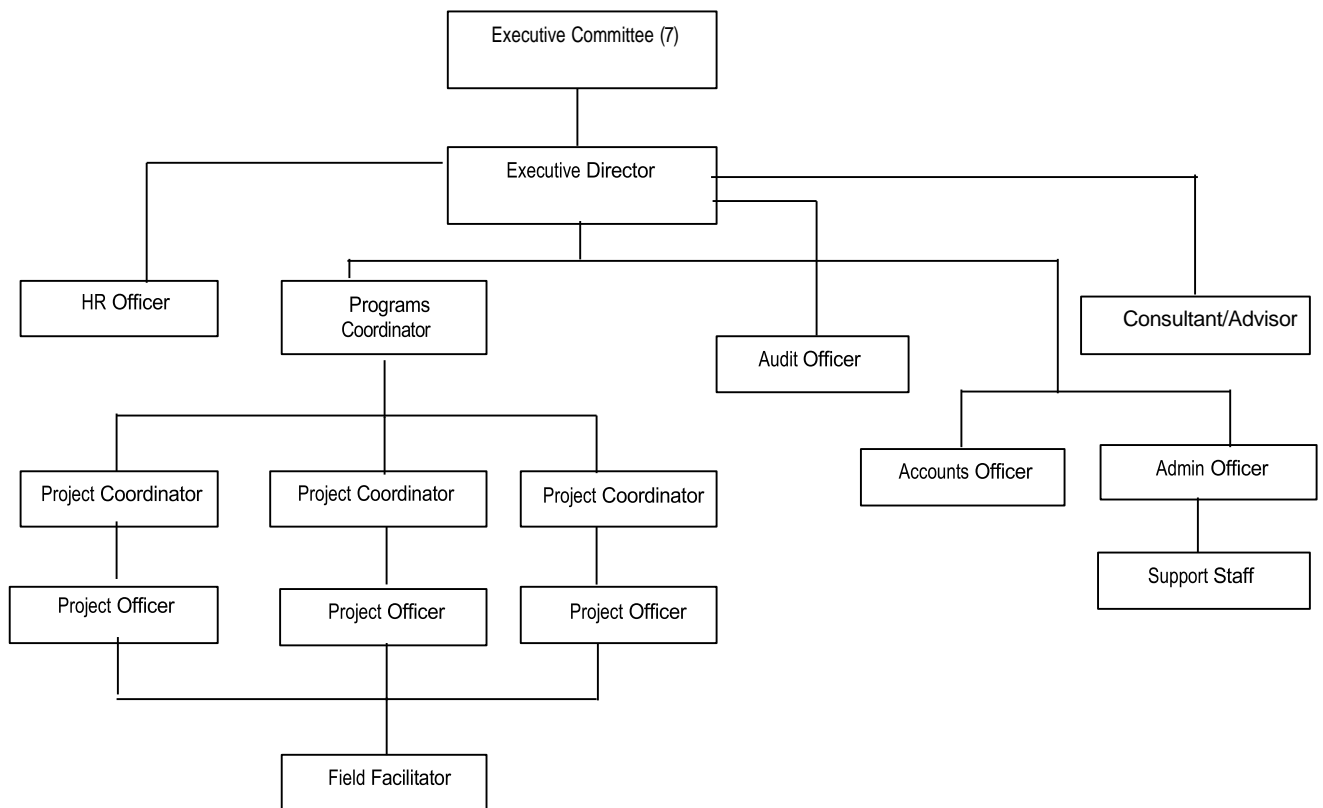 Executive Committee (7)
Executive Director
HR Officer
Programs
Coordinator
Audit Officer
Consultant/Advisor
Accounts Officer
Admin Officer
Project Coordinator
Project Coordinator
Project Coordinator
Support Staff
Project Officer
Project Officer
Project Officer
Field Facilitator